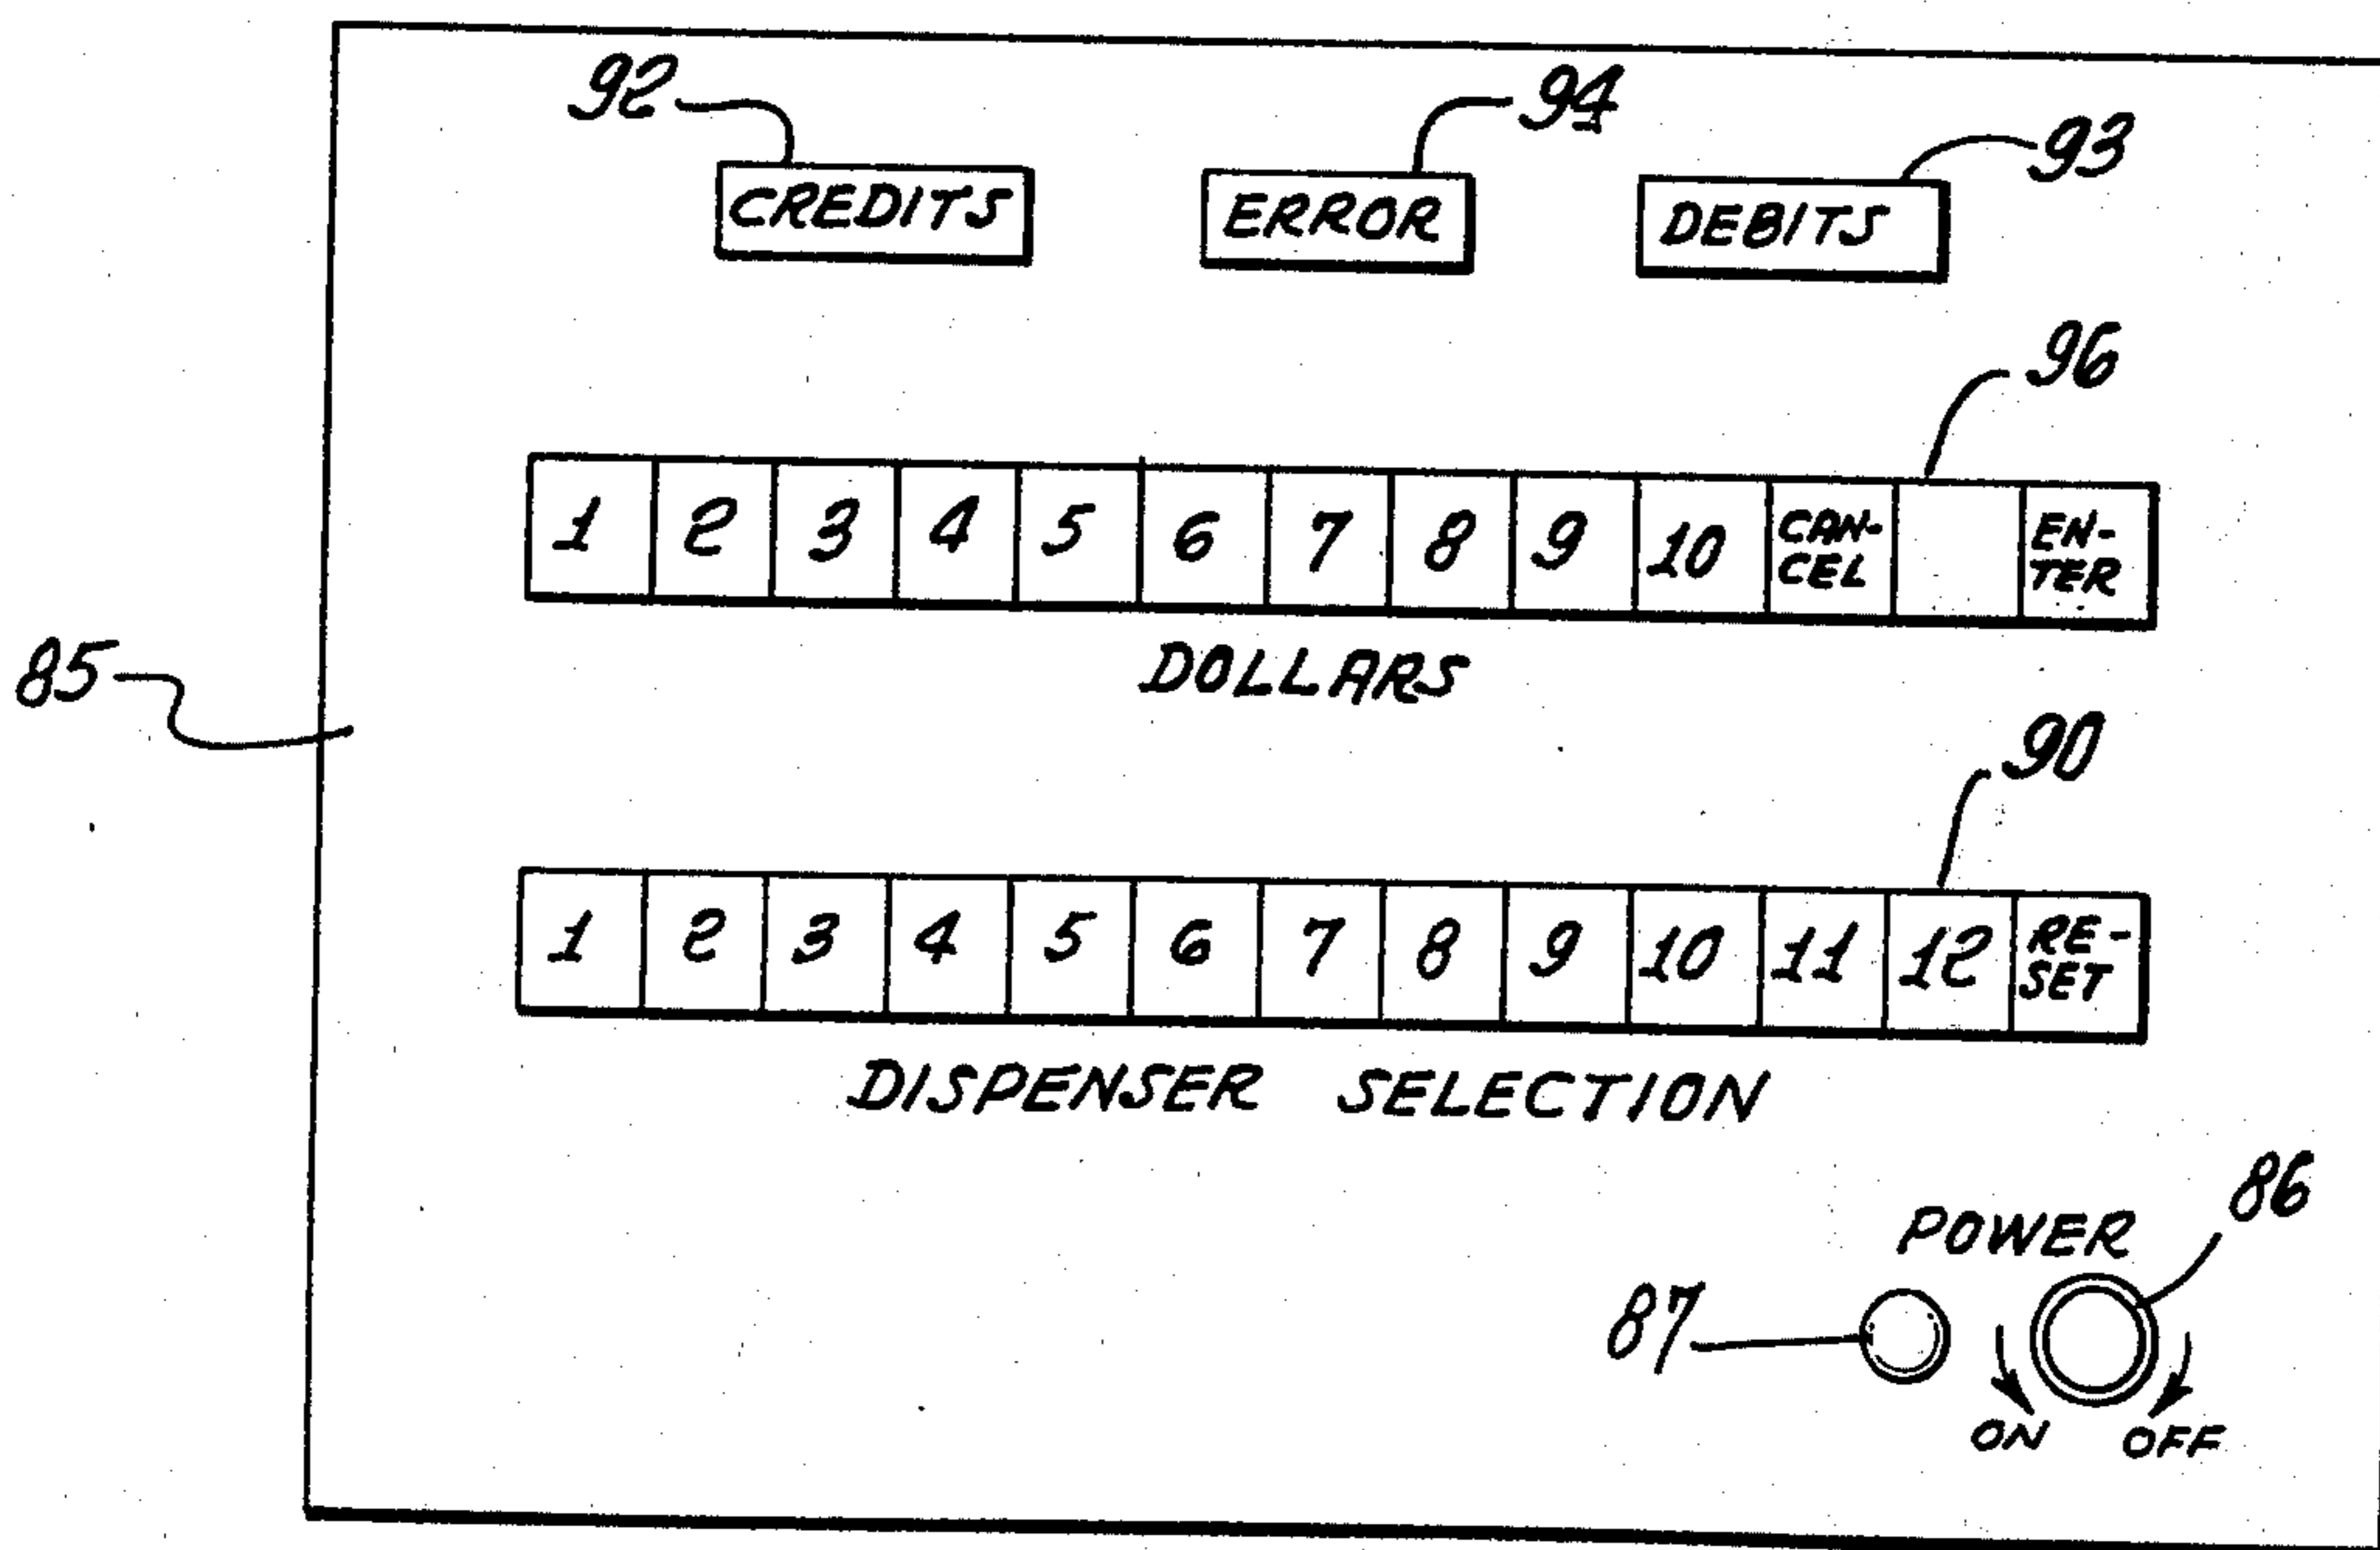 92 94 93
CREDITS ERROR DEBITS
96
1 2 3 4 5 6 7 8 9 10 CAN-CEL EN-TER
DOLLARS
85
90
1 2 3 4 5 6 7 8 9 10 11 12 RE-SET
DISPENSER SELECTION
86
POWER
87
ON OFF